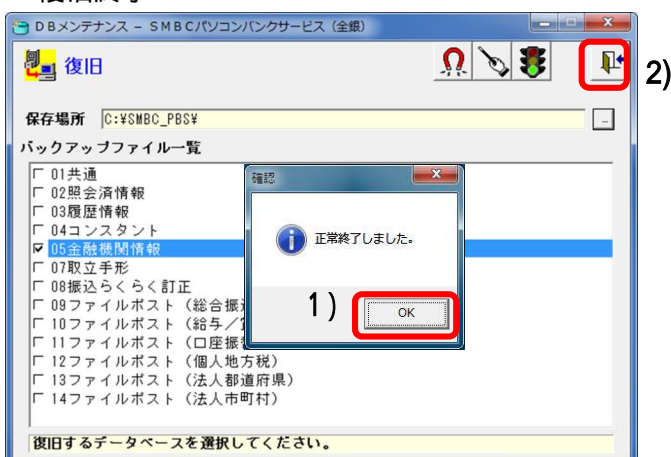 DBメンテナンス － SMBCパソコンバンクサービス（全銀）
復旧
2)
保存場所 C:¥SMBC_PBS¥
...
バックアップファイル一覧
01共通
02照会済情報
03履歴情報
04コンスタント
05金融機関情報
07取立手形
08振込らくらく訂正
09ファイルポスト（総合振
10ファイルポスト（給与／
11ファイルポスト（口座振
12ファイルポスト（個人地方税）
13ファイルポスト（法人都道府県）
14ファイルポスト（法人市町村）
確認
正常終了しました。
1)
OK
復旧するデータベースを選択してください。